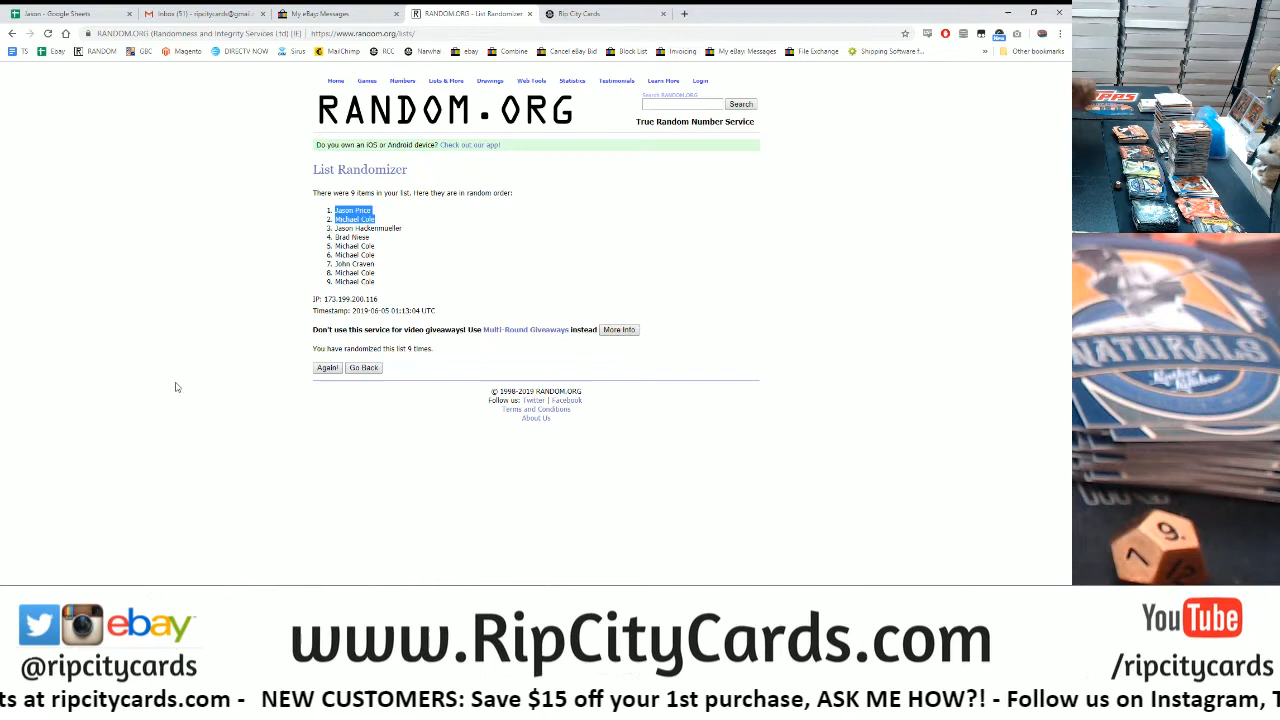 Jason - Google Sheets
Inbox (51) - ripcitycards@gmail
My eBay: Messages
RANDOM.ORG - List Randomizer
Rip City Cards
RANDOM.ORG (Randomness and Integrity Services Ltd) [IE] | https://www.random.org/lists/
TS Ebay RANDOM GBC Magento DIRECTV NOW Sirius MailChimp RCC Narwhal ebay Combine Cancel eBay Bid Block List Invoicing My eBay: Messages File Exchange Shipping Software f... » Other bookmarks
Home Games Numbers Lists & More Drawings Web Tools Statistics Testimonials Learn More Login
RANDOM.ORG
Search RANDOM.ORG
Search
True Random Number Service
Do you own an iOS or Android device? Check out our app!
List Randomizer
There were 9 items in your list. Here they are in random order:
1. Jason Price
2. Michael Cole
3. Jason Hackenmueller
4. Brad Niese
5. Michael Cole
6. Michael Cole
7. John Craven
8. Michael Cole
9. Michael Cole
IP: 173.199.200.116
Timestamp: 2019-06-05 01:13:04 UTC
Don't use this service for video giveaways! Use Multi-Round Giveaways instead More Info
You have randomized this list 9 times.
Again! Go Back
© 1998-2019 RANDOM.ORG
Follow us: Twitter | Facebook
Terms and Conditions
About Us
NATURALS
9.
7
12
ebay
@ripcitycards
www.RipCityCards.com
YouTube
/ripcitycards
ts at ripcitycards.com - NEW CUSTOMERS: Save $15 off your 1st purchase, ASK ME HOW?! - Follow us on Instagram, T